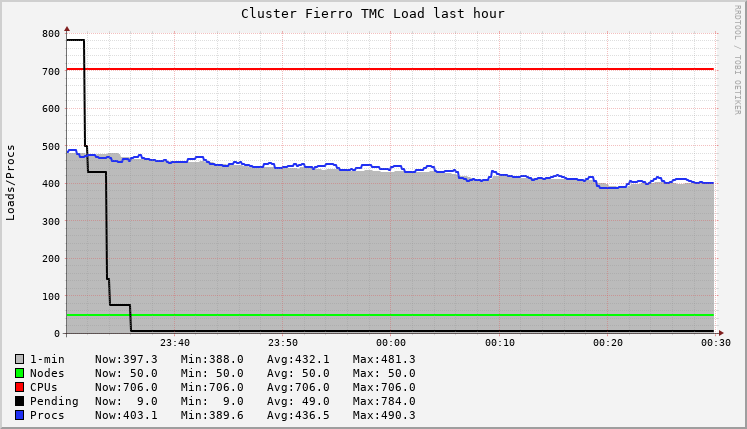 Cluster Fierro TMC Load last hour
RRDTOOL / TOBI OETIKER
Loads/Procs
800
700
600
500
400
300
200
100
0
23:40 23:50 00:00 00:10 00:20 00:30
1-min Now:397.3 Min:388.0 Avg:432.1 Max:481.3
Nodes Now: 50.0 Min: 50.0 Avg: 50.0 Max: 50.0
CPUs Now:706.0 Min:706.0 Avg:706.0 Max:706.0
Pending Now: 9.0 Min: 9.0 Avg: 49.0 Max:784.0
Procs Now:403.1 Min:389.6 Avg:436.5 Max:490.3